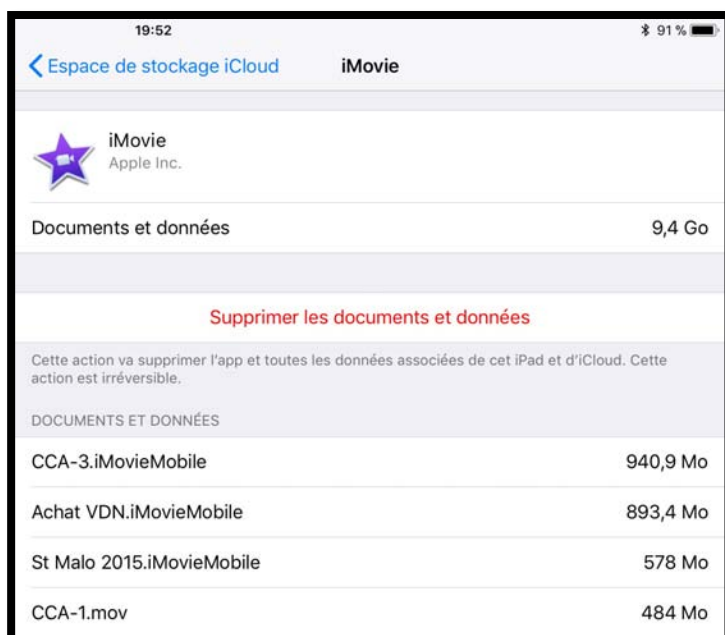 19:52 91 %
Espace de stockage iCloud iMovie
iMovie
Apple Inc.
Documents et données 9,4 Go
Supprimer les documents et données
Cette action va supprimer l'app et toutes les données associées de cet iPad et d'iCloud. Cette
action est irréversible.
DOCUMENTS ET DONNÉES
CCA-3.iMovieMobile 940,9 Mo
Achat VDN.iMovieMobile 893,4 Mo
St Malo 2015.iMovieMobile 578 Mo
CCA-1.mov 484 Mo